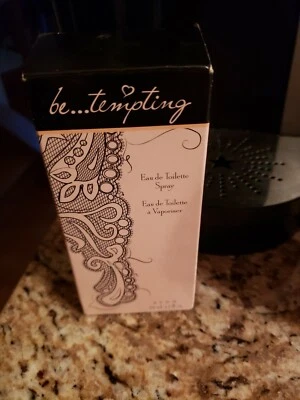 be...tempting
Eau de Toilette
Spray
Eau de Toilette
à Vaporiser